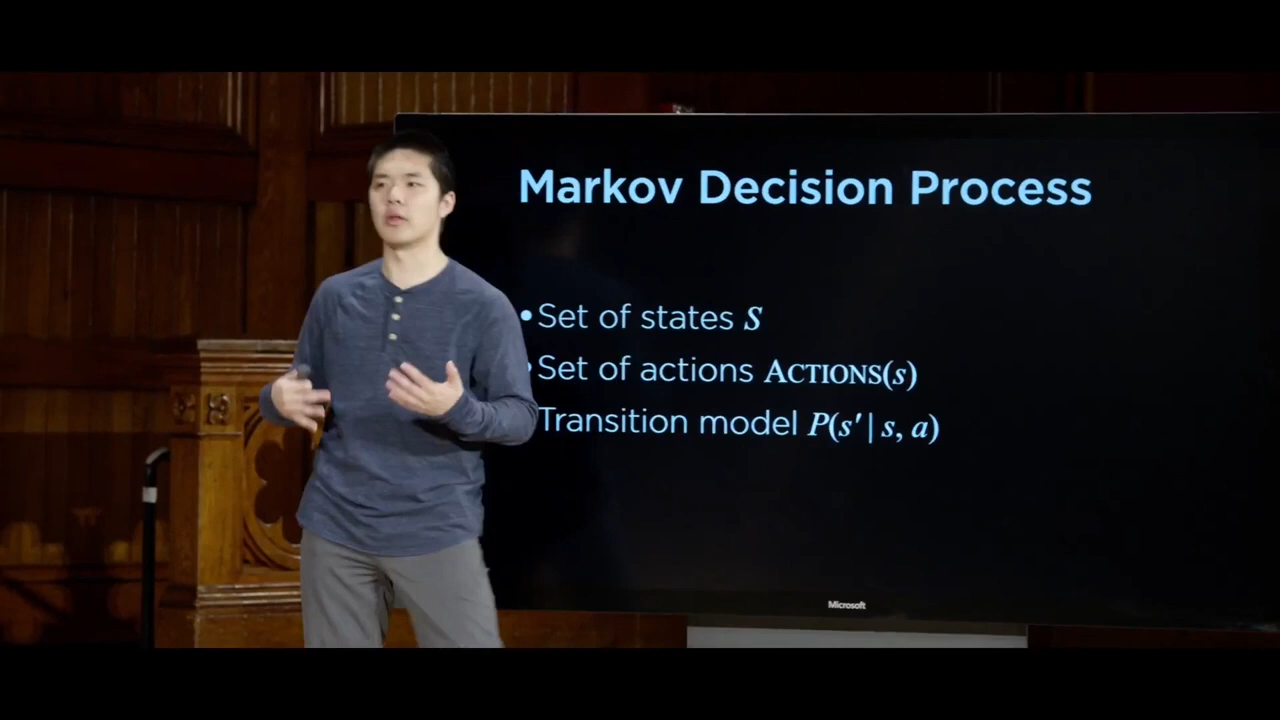 Markov Decision Process
• Set of states S
• Set of actions ACTIONS(s)
Transition model P(s′ | s, a)
Microsoft